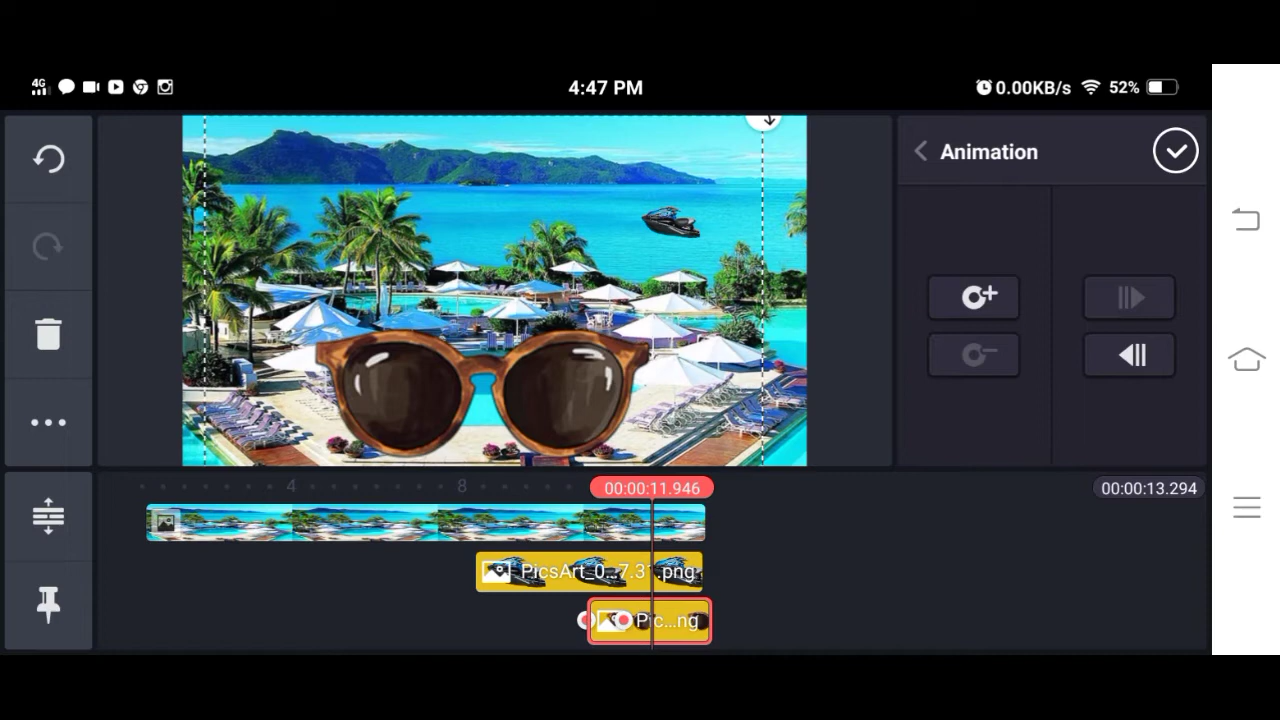 4G 4:47 PM 0.00KB/s 52%
Animation
4 8 00:00:11.946 00:00:13.294
PicsArt_0...7.3 .png
Pic...ng